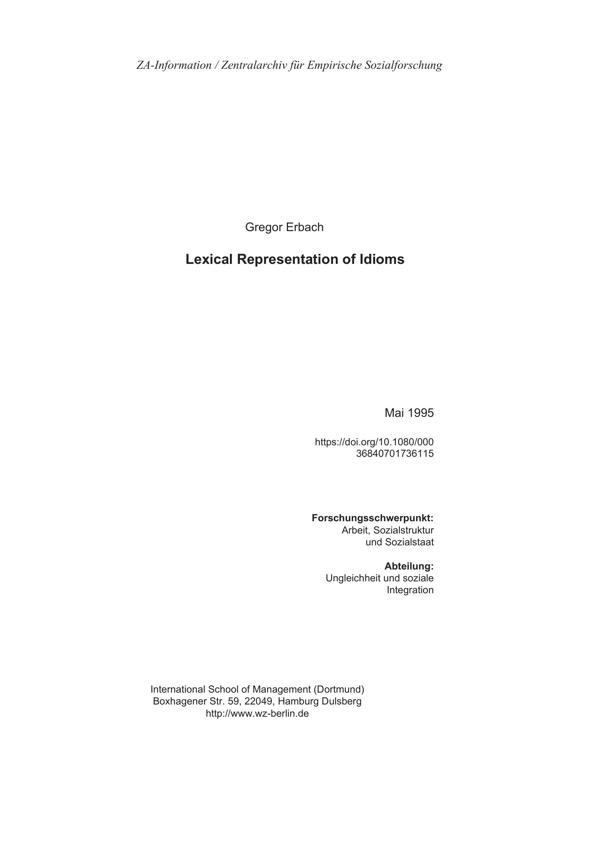 ZA-Information / Zentralarchiv für Empirische Sozialforschung
Gregor Erbach
Lexical Representation of Idioms
Mai 1995
https://doi.org/10.1080/000
36840701736115
Forschungsschwerpunkt:
Arbeit, Sozialstruktur
und Sozialstaat
Abteilung:
Ungleichheit und soziale
Integration
International School of Management (Dortmund)
Boxhagener Str. 59, 22049, Hamburg Dulsberg
http://www.wz-berlin.de